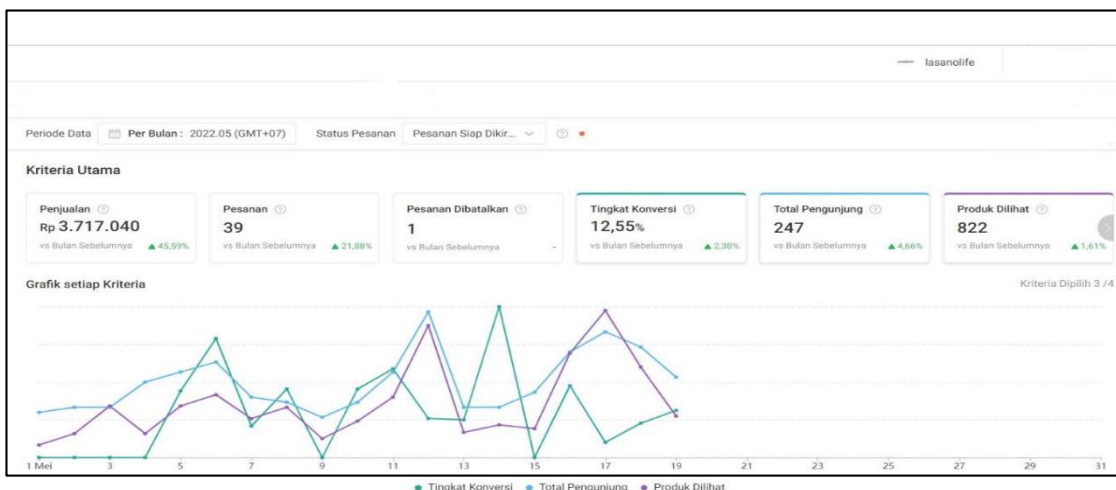 lasanolife
Periode Data Per Bulan : 2022.05 (GMT+07) Status Pesanan Pesanan Siap Dikir...
Kriteria Utama
Penjualan Pesanan Pesanan Dibatalkan Tingkat Konversi Total Pengunjung Produk Dilihat
Rp 3.717.040 39 1 12,55% 247 822
vs Bulan Sebelumnya ▲ 45,59% vs Bulan Sebelumnya ▲ 21,88% vs Bulan Sebelumnya - vs Bulan Sebelumnya ▲ 2,38% vs Bulan Sebelumnya ▲ 4,66% vs Bulan Sebelumnya ▲ 1,61%
Grafik setiap Kriteria Kriteria Dipilih 3 /4
1 Mei 3 5 7 9 11 13 15 17 19 21 23 25 27 29 31
Tingkat Konversi Total Pengunjung Produk Dilihat